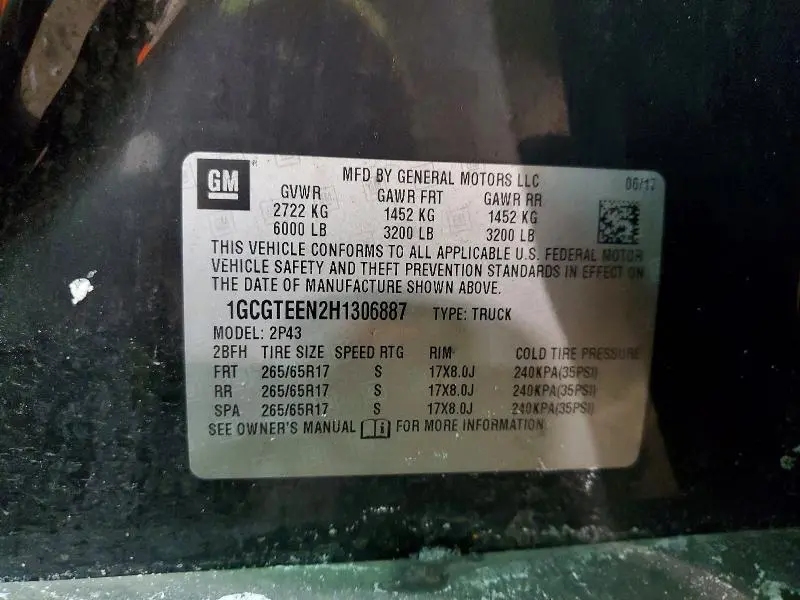 GM
MFD BY GENERAL MOTORS LLC
06/17
GVWR GAWR FRT GAWR RR
2722 KG 1452 KG 1452 KG
6000 LB 3200 LB 3200 LB
THIS VEHICLE CONFORMS TO ALL APPLICABLE U.S. FEDERAL MOTOR
VEHICLE SAFETY AND THEFT PREVENTION STANDARDS IN EFFECT ON
THE DATE OF MANUFACTURE SHOWN ABOVE.
1GCGTEEN2H1306887 TYPE: TRUCK
MODEL: 2P43
2BFH TIRE SIZE SPEED RTG RIM COLD TIRE PRESSURE
FRT 265/65R17 S 17X8.0J 240KPA(35PSI)
RR 265/65R17 S 17X8.0J 240KPA(35PSI)
SPA 265/65R17 S 17X8.0J 240KPA(35PSI)
SEE OWNER'S MANUAL i FOR MORE INFORMATION